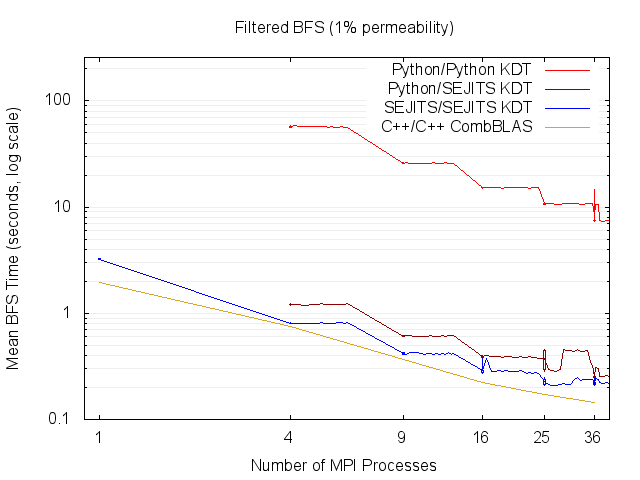 Filtered BFS (1% permeability)
Python/Python KDT
Python/SEJITS KDT
SEJITS/SEJITS KDT
C++/C++ CombBLAS
Mean BFS Time (seconds, log scale)
100
10
1
0.1
1 4 9 16 25 36
Number of MPI Processes